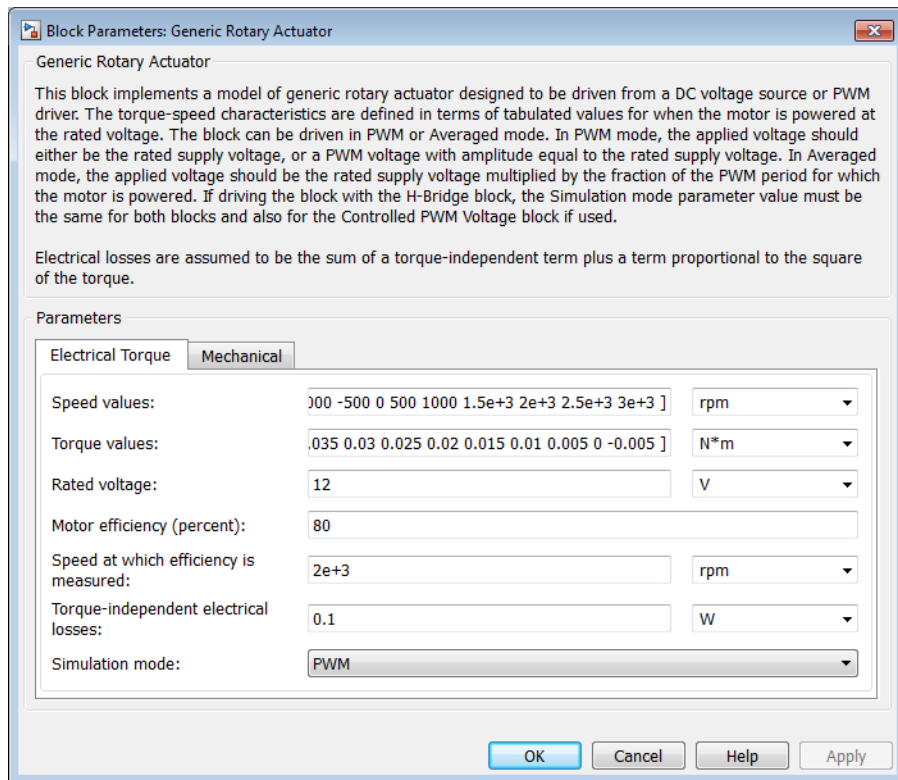 Block Parameters: Generic Rotary Actuator
Generic Rotary Actuator
This block implements a model of generic rotary actuator designed to be driven from a DC voltage source or PWM
driver. The torque-speed characteristics are defined in terms of tabulated values for when the motor is powered at
the rated voltage. The block can be driven in PWM or Averaged mode. In PWM mode, the applied voltage should
either be the rated supply voltage, or a PWM voltage with amplitude equal to the rated supply voltage. In Averaged
mode, the applied voltage should be the rated supply voltage multiplied by the fraction of the PWM period for which
the motor is powered. If driving the block with the H-Bridge block, the Simulation mode parameter value must be
the same for both blocks and also for the Controlled PWM Voltage block if used.
Electrical losses are assumed to be the sum of a torque-independent term plus a term proportional to the square
of the torque.
Parameters
Electrical Torque Mechanical
Speed values: 000 -500 0 500 1000 1.5e+3 2e+3 2.5e+3 3e+3 ] rpm
Torque values: .035 0.03 0.025 0.02 0.015 0.01 0.005 0 -0.005 ] N*m
Rated voltage: 12 V
Motor efficiency (percent): 80
Speed at which efficiency is
measured: 2e+3 rpm
Torque-independent electrical
losses: 0.1 W
Simulation mode: PWM
OK Cancel Help Apply